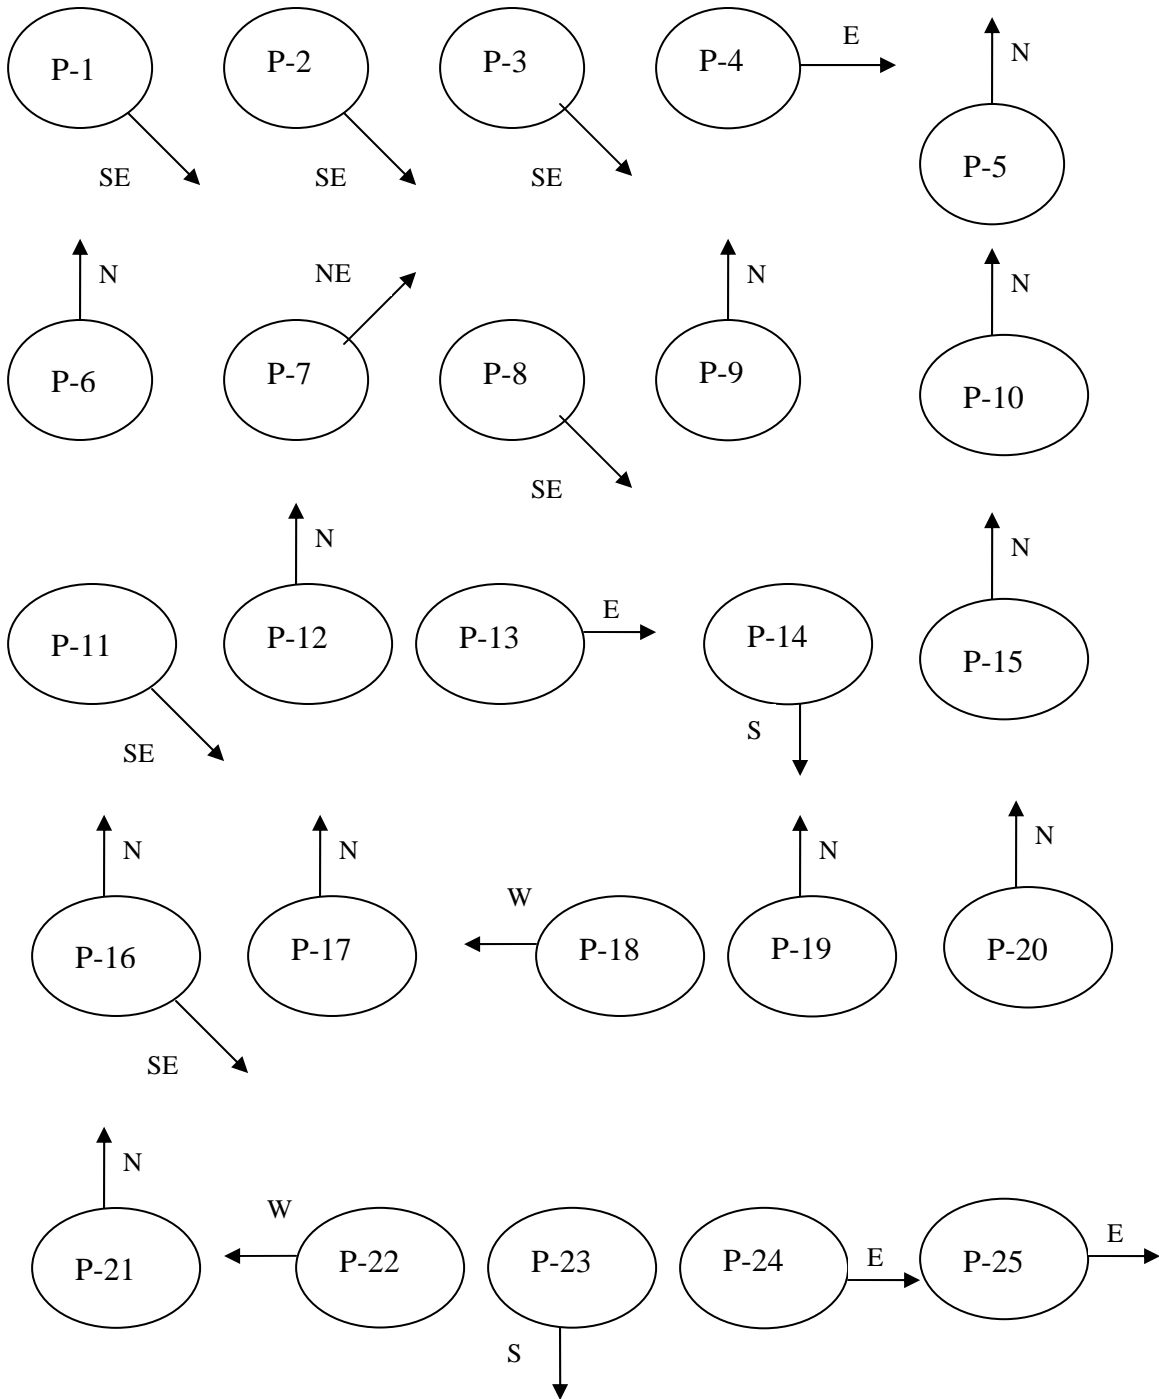 P-1 P-2 P-3 P-4 E
N
P-5
SE SE SE
N NE N N
P-6 P-7 P-8 P-9 P-10
SE
N N
P-11 P-12 P-13 E P-14 P-15
SE S
N N W N N
P-16 P-17 P-18 P-19 P-20
SE
N W E
P-21 P-22 P-23 P-24 E P-25
S